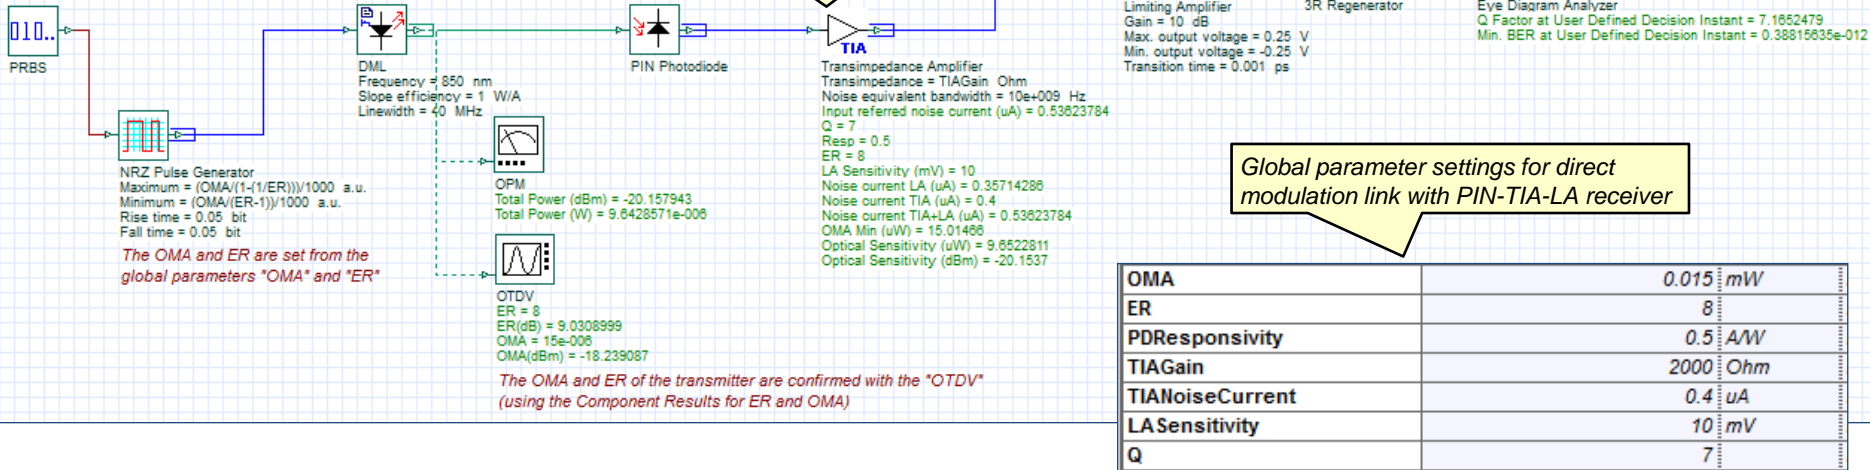 010..
PRBS
NRZ Pulse Generator
Maximum = (OMA/(1-(1/ER)))/1000 a.u.
Minimum = (OMA/(ER-1))/1000 a.u.
Rise time = 0.05 bit
Fall time = 0.05 bit
The OMA and ER are set from the
global parameters "OMA" and "ER"
DML
Frequency = 850 nm
Slope efficiency = 1 W/A
Linewidth = 40 MHz
OPM
Total Power (dBm) = -20.157943
Total Power (W) = 9.6428571e-006
OTDV
ER = 8
ER(dB) = 9.0308999
OMA = 15e-006
OMA(dBm) = -18.239087
The OMA and ER of the transmitter are confirmed with the "OTDV"
(using the Component Results for ER and OMA)
PIN Photodiode
TIA
Transimpedance Amplifier
Transimpedance = TIAGain Ohm
Noise equivalent bandwidth = 10e+009 Hz
Input referred noise current (uA) = 0.53623784
Q = 7
Resp = 0.5
ER = 8
LA Sensitivity (mV) = 10
Noise current LA (uA) = 0.35714286
Noise current TIA (uA) = 0.4
Noise current TIA+LA (uA) = 0.53623784
OMA Min (uW) = 15.01466
Optical Sensitivity (uW) = 9.6522811
Optical Sensitivity (dBm) = -20.1537
Limiting Amplifier
Gain = 10 dB
Max. output voltage = 0.25 V
Min. output voltage = -0.25 V
Transition time = 0.001 ps
3R Regenerator
Eye Diagram Analyzer
Q Factor at User Defined Decision Instant = 7.1652479
Min. BER at User Defined Decision Instant = 0.38815635e-012
Global parameter settings for direct
modulation link with PIN-TIA-LA receiver
OMA 0.015 mW
ER 8
PDResponsivity 0.5 A/W
TIAGain 2000 Ohm
TIANoiseCurrent 0.4 uA
LASensitivity 10 mV
Q 7